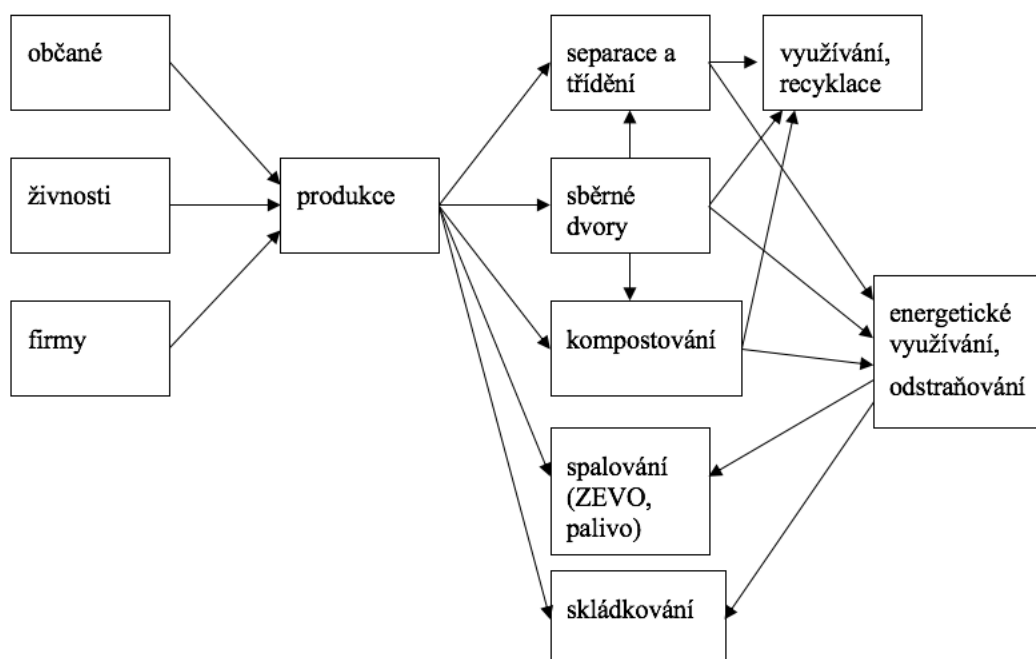 občané
živnosti
firmy
produkce
separace a
třídění
sběrné
dvory
kompostování
spalování
(ZEVO,
palivo)
skládkování
využívání,
recyklace
energetické
využívání,
odstraňování